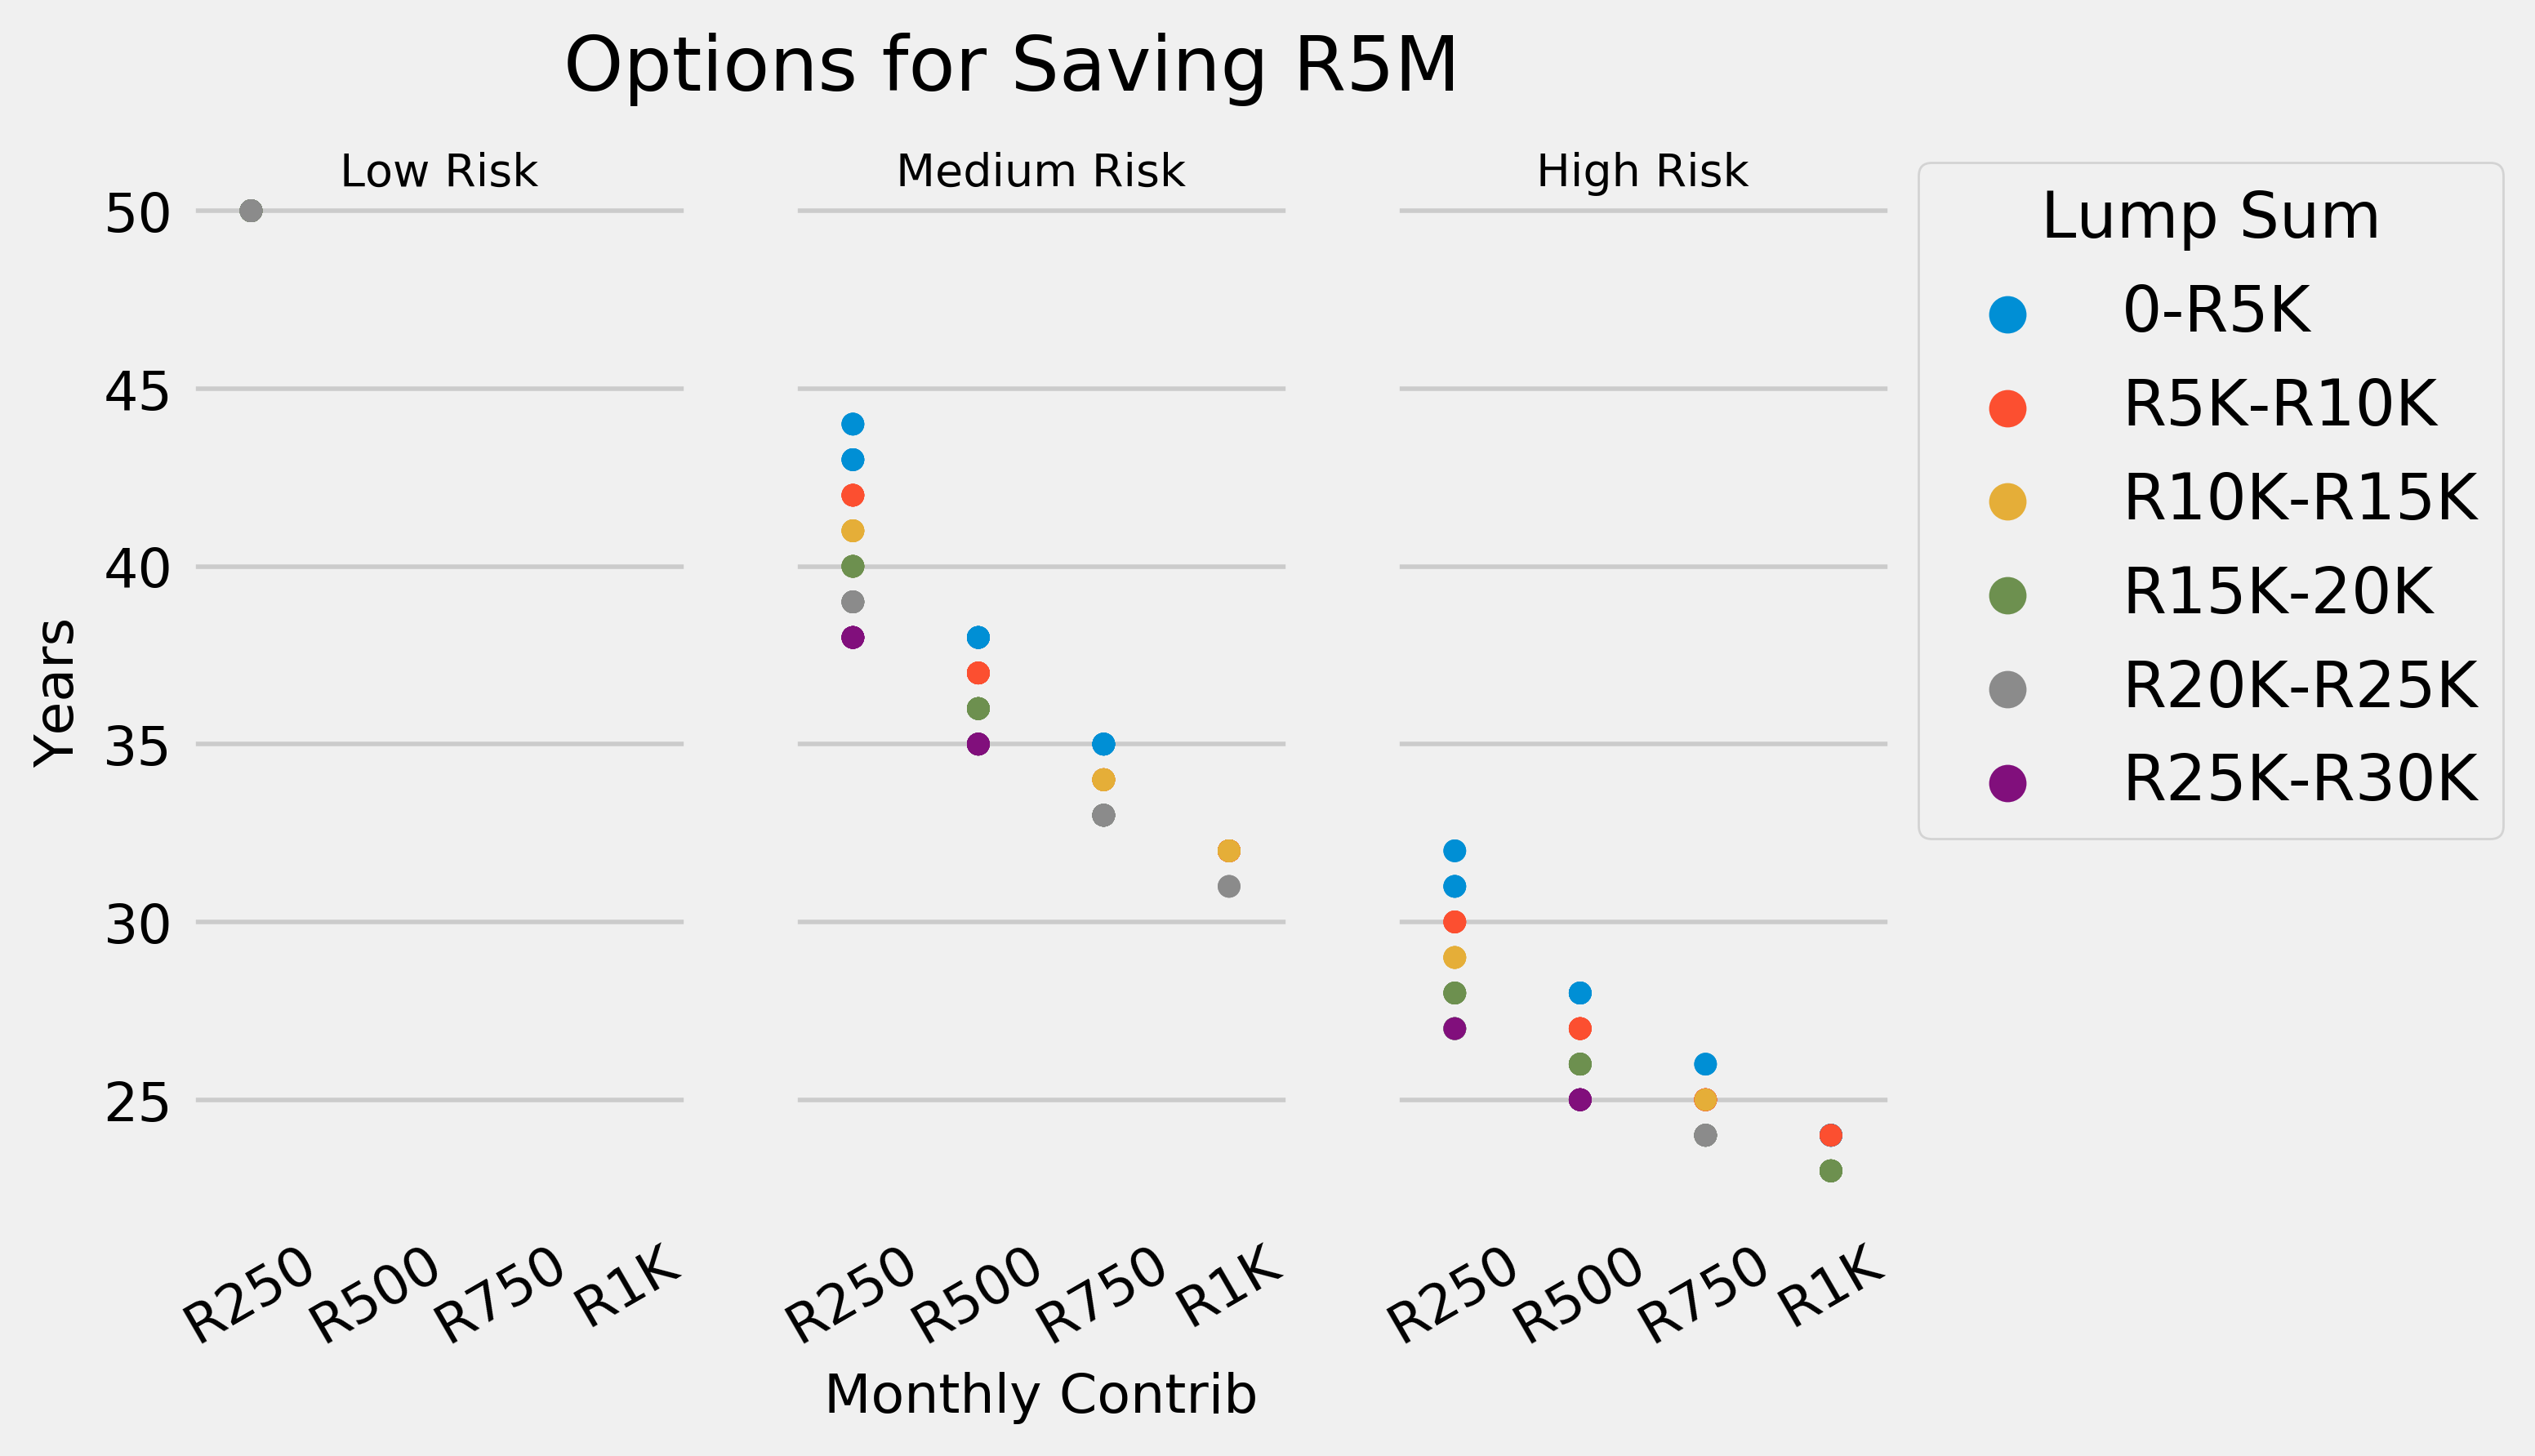 Options for Saving R5M
Low Risk
Medium Risk
High Risk
50
45
40
35
30
25
Years
R250
R500
R750
R1K
R250
R500
R750
R1K
R250
R500
R750
R1K
Monthly Contrib
Lump Sum
0-R5K
R5K-R10K
R10K-R15K
R15K-20K
R20K-R25K
R25K-R30K